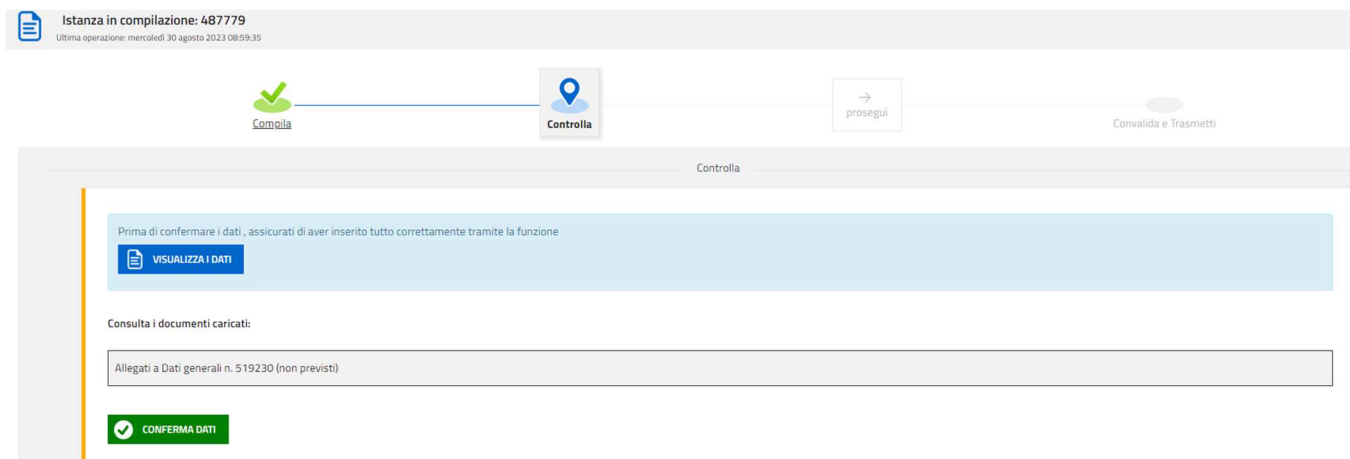 Istanza in compilazione: 487779
Ultima operazione: mercoledì 30 agosto 2023 08:59:35
Compila
Controlla
→
prosegui
Convalida e Trasmetti
Controlla
Prima di confermare i dati , assicurati di aver inserito tutto correttamente tramite la funzione
VISUALIZZA I DATI
Consulta i documenti caricati:
Allegati a Dati generali n. 519230 (non previsti)
CONFERMA DATI